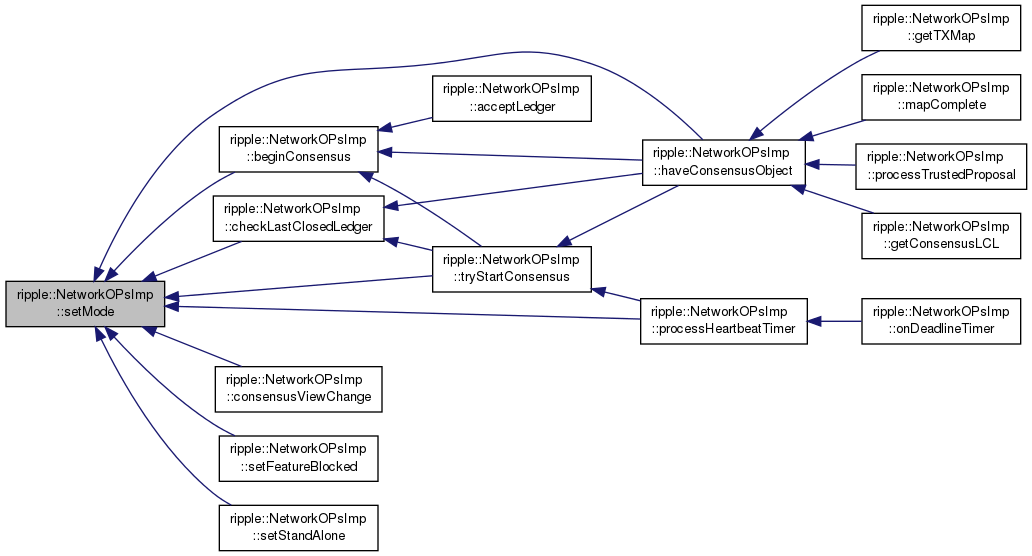 ripple::NetworkOPsImp
::getTXMap
ripple::NetworkOPsImp
::acceptLedger
ripple::NetworkOPsImp
::mapComplete
ripple::NetworkOPsImp
::beginConsensus
ripple::NetworkOPsImp
::haveConsensusObject
ripple::NetworkOPsImp
::processTrustedProposal
ripple::NetworkOPsImp
::checkLastClosedLedger
ripple::NetworkOPsImp
::getConsensusLCL
ripple::NetworkOPsImp
::tryStartConsensus
ripple::NetworkOPsImp
::setMode
ripple::NetworkOPsImp
::processHeartbeatTimer
ripple::NetworkOPsImp
::onDeadlineTimer
ripple::NetworkOPsImp
::consensusViewChange
ripple::NetworkOPsImp
::setFeatureBlocked
ripple::NetworkOPsImp
::setStandAlone